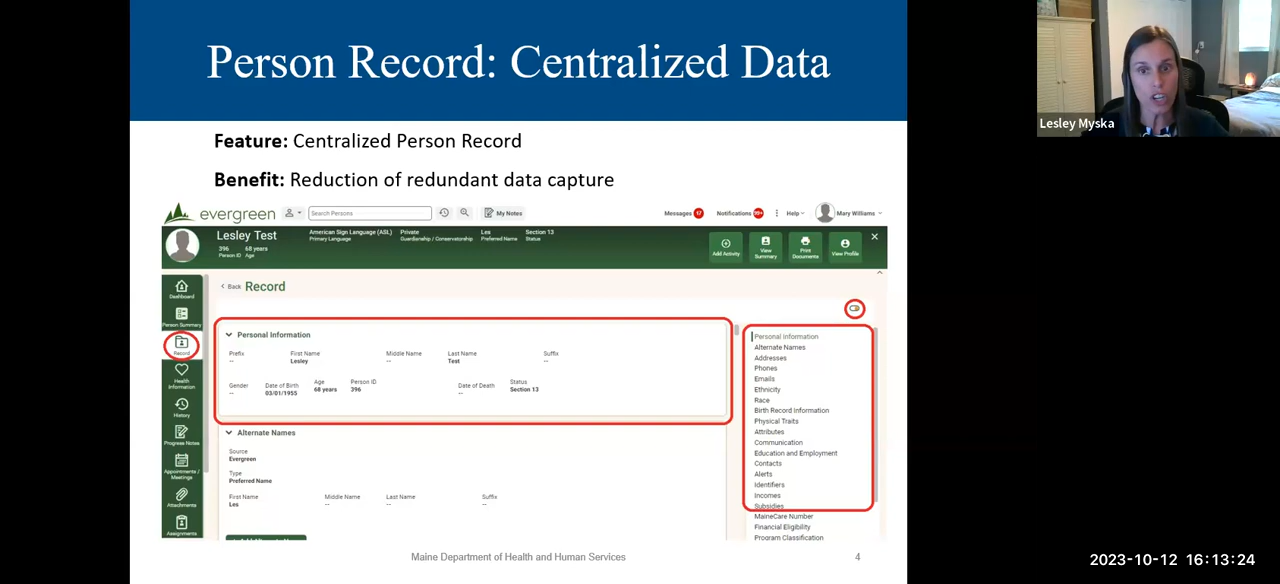 Person Record: Centralized Data
Lesley Myska
Feature: Centralized Person Record
Benefit: Reduction of redundant data capture
evergreen
Search Persons
My Notes
Messages 17
Notifications 99+
Help
Mary Williams
Lesley Test
396 68 years
Person ID Age
American Sign Language (ASL)
Primary Language
Private
Guardianship / Conservatorship
Les
Preferred Name
Section 13
Status
Add Activity
View Summary
Print Documents
View Profile
Dashboard
Person Summary
Record
Health Information
History
Progress Notes
Appointments / Meetings
Attachments
Assignments
Back Record
Personal Information
Prefix First Name Middle Name Last Name Suffix
-- Lesley -- Test --
Gender Date of Birth Age Person ID Date of Death Status
-- 03/01/1955 68 years 396 -- Section 13
Alternate Names
Source
Evergreen
Type
Preferred Name
First Name Middle Name Last Name Suffix
Les -- -- --
Personal Information
Alternate Names
Addresses
Phones
Emails
Ethnicity
Race
Birth Record Information
Physical Traits
Attributes
Communication
Education and Employment
Contacts
Alerts
Identifiers
Incomes
Subsidies
MaineCare Number
Financial Eligibility
Program Classification
Maine Department of Health and Human Services
4
2023-10-12 16:13:24